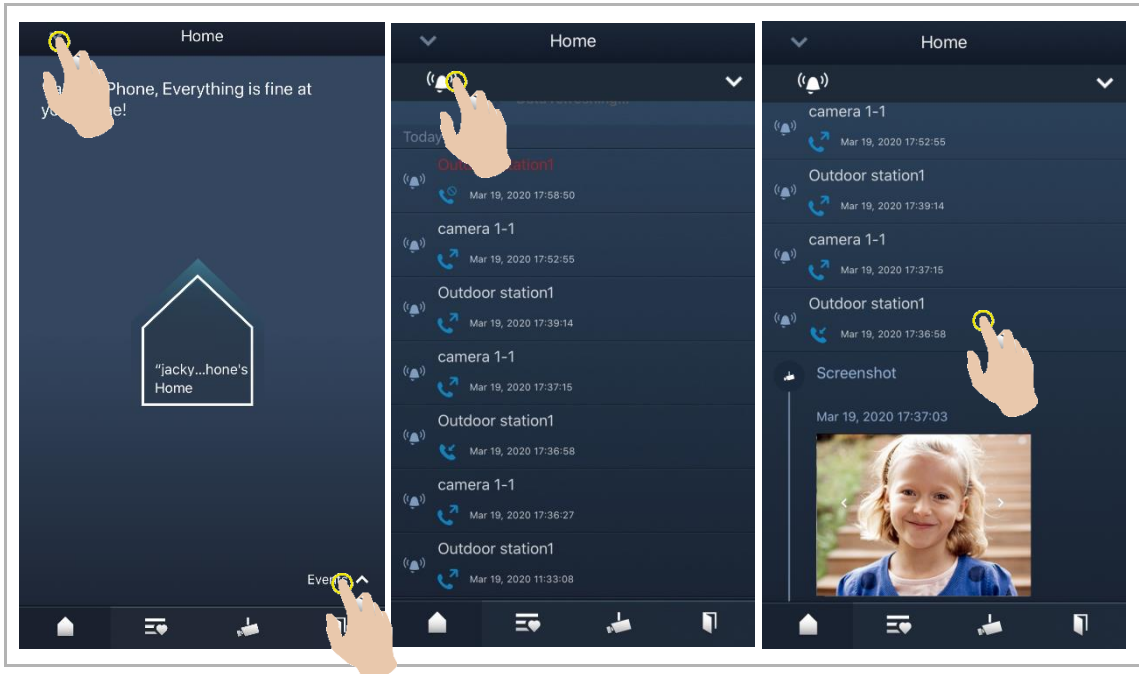 Home
Phone, Everything is fine at
"jacky...hone's
Home
Events
Home
Today
Outdoor station1
Mar 19, 2020 17:58:50
camera 1-1
Mar 19, 2020 17:52:55
Outdoor station1
Mar 19, 2020 17:39:14
camera 1-1
Mar 19, 2020 17:37:15
Outdoor station1
Mar 19, 2020 17:36:58
camera 1-1
Mar 19, 2020 17:36:27
Outdoor station1
Mar 19, 2020 11:33:08
Home
camera 1-1
Mar 19, 2020 17:52:55
Outdoor station1
Mar 19, 2020 17:39:14
camera 1-1
Mar 19, 2020 17:37:15
Outdoor station1
Mar 19, 2020 17:36:58
Screenshot
Mar 19, 2020 17:37:03